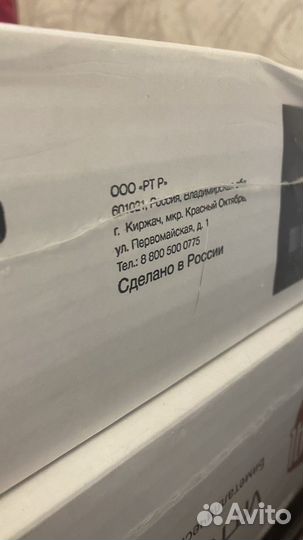 ООО «РТ Р»
601021, Россия, Владимирская обл
г. Киржач, мкр. Красный Октябрь,
ул. Первомайская, д. 1
Тел.: 8 800 500 0775
Сделано в России
Avito